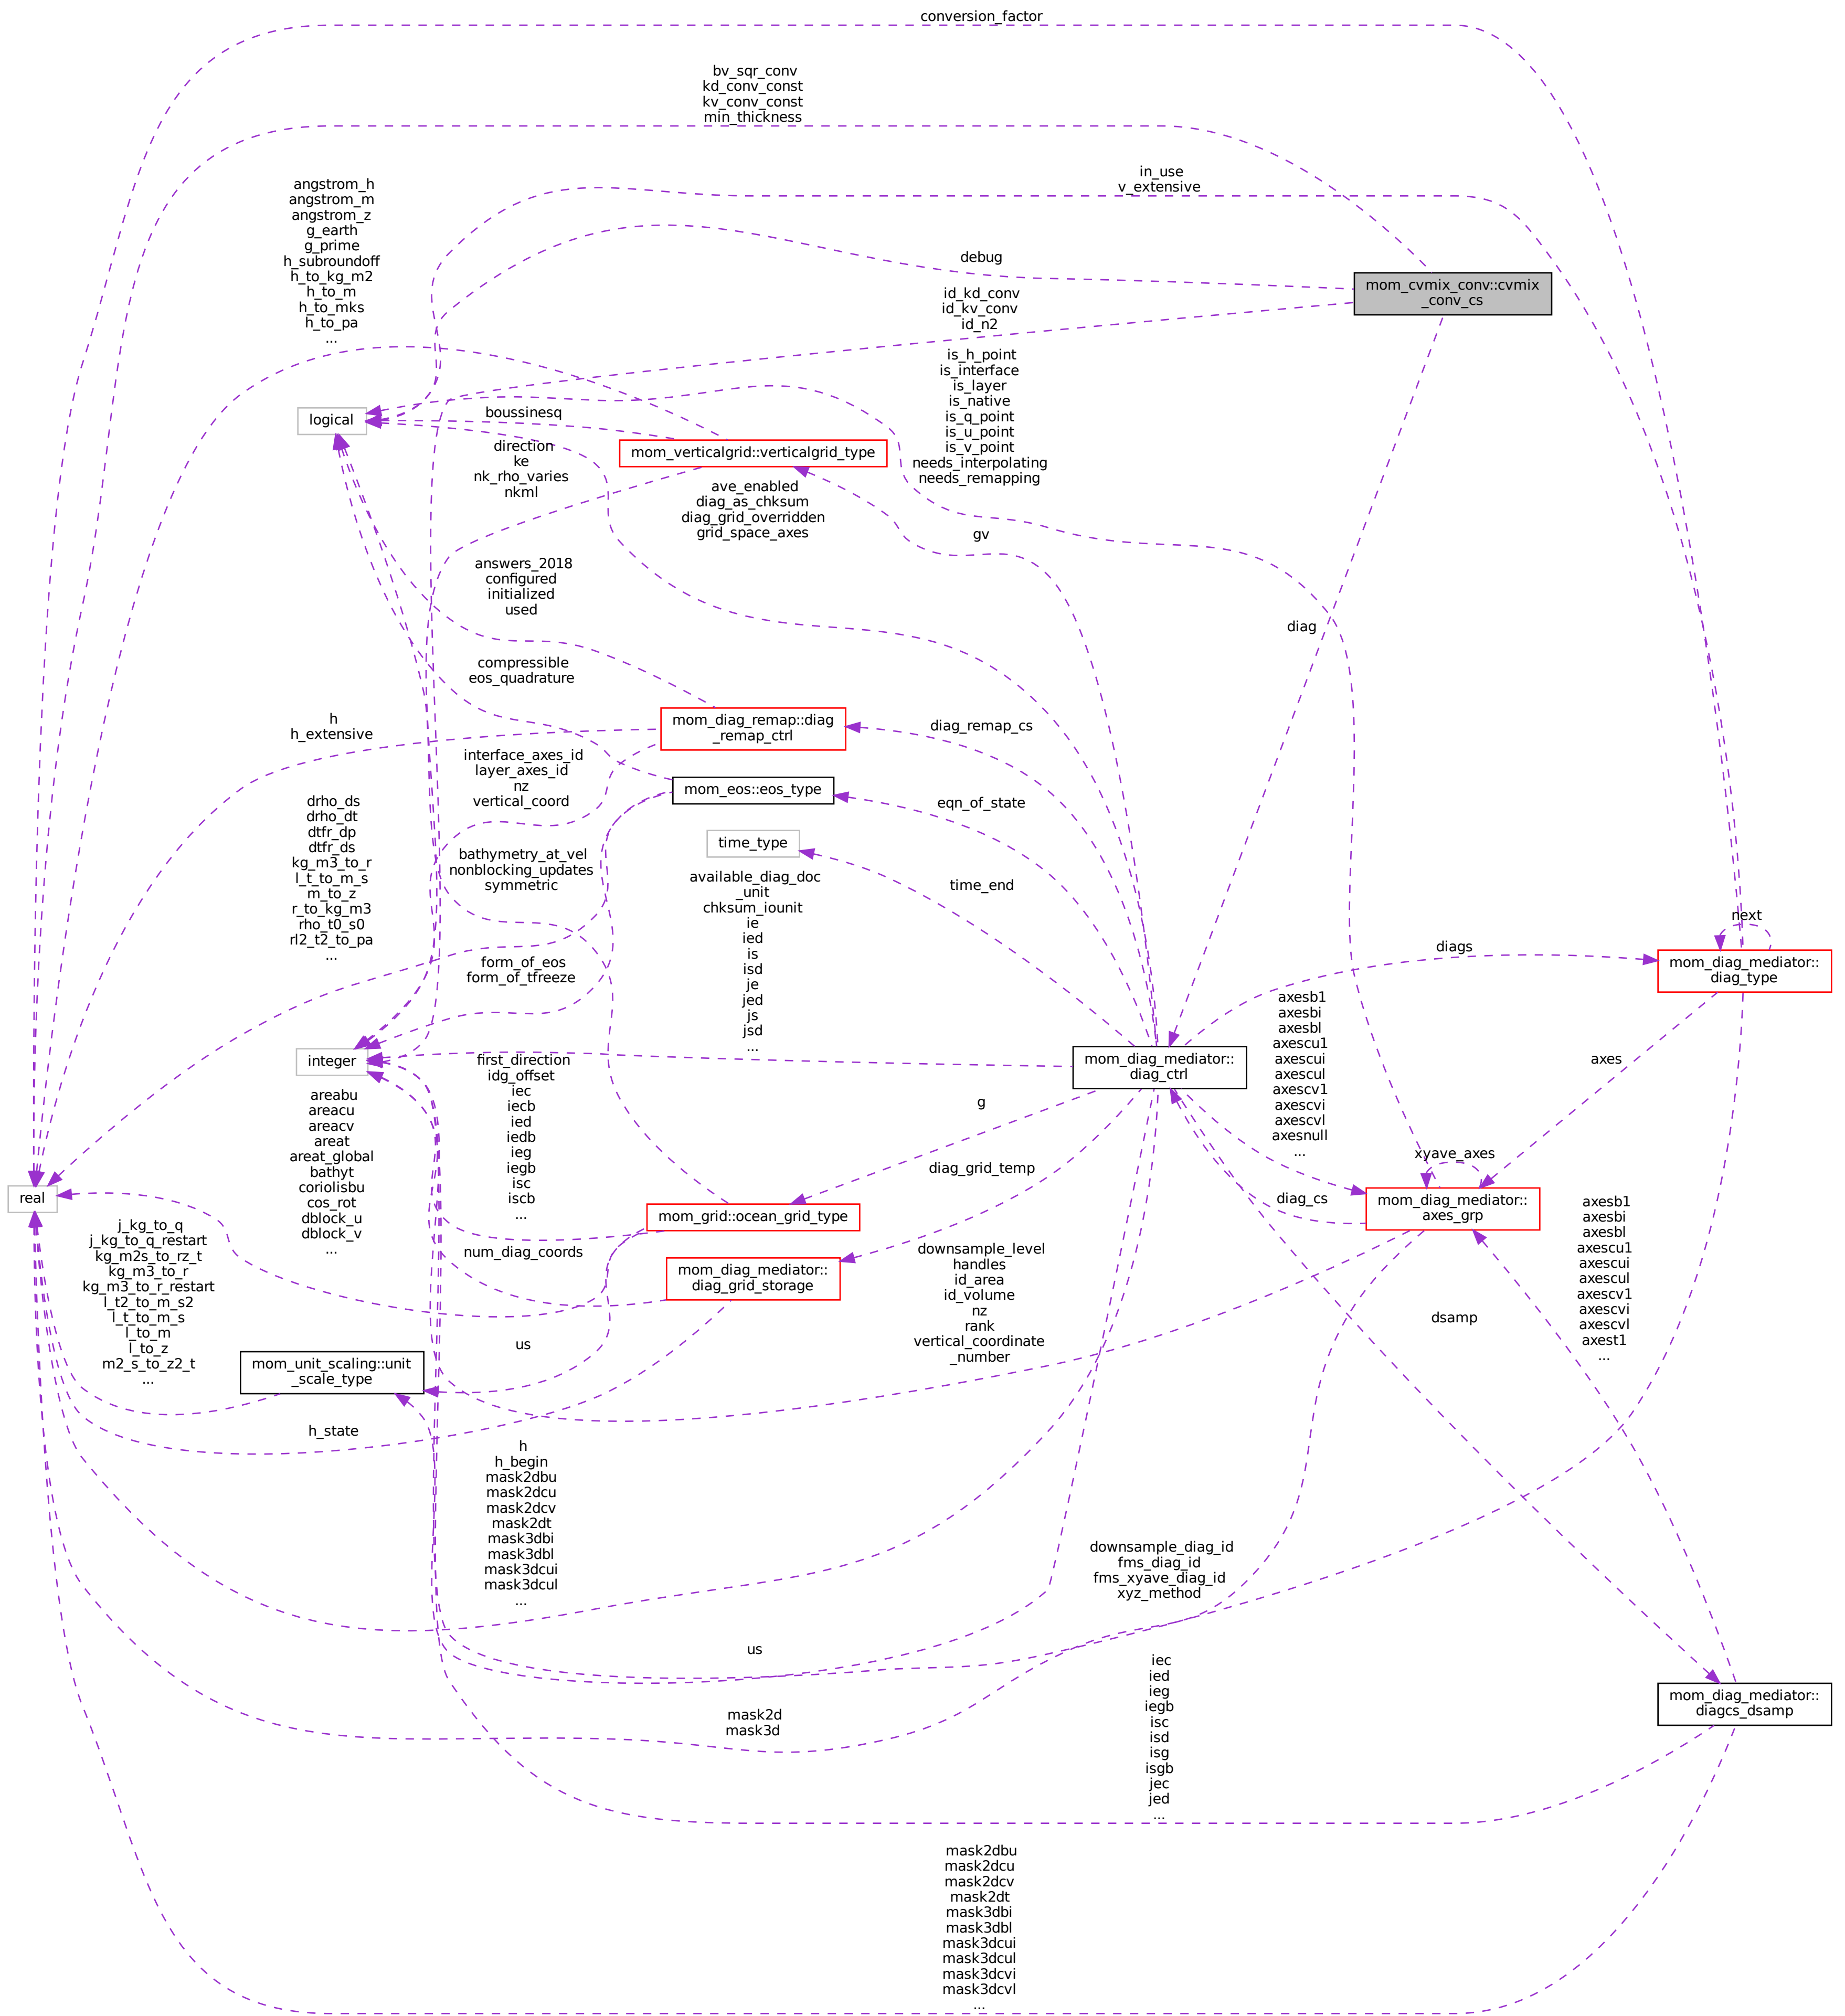 conversion_factor
bv_sqr_conv
kd_conv_const
kv_conv_const
min_thickness
in_use
v_extensive
angstrom_h
angstrom_m
angstrom_z
g_earth
g_prime
h_subroundoff
h_to_kg_m2
h_to_m
h_to_mks
h_to_pa
...
debug
mom_cvmix_conv::cvmix
_conv_cs
id_kd_conv
id_kv_conv
id_n2
is_h_point
is_interface
is_layer
is_native
is_q_point
is_u_point
is_v_point
needs_interpolating
needs_remapping
logical
boussinesq
mom_verticalgrid::verticalgrid_type
direction
ke
nk_rho_varies
nkml
ave_enabled
diag_as_chksum
diag_grid_overridden
grid_space_axes
gv
answers_2018
configured
initialized
used
diag
compressible
eos_quadrature
h
h_extensive
mom_diag_remap::diag
_remap_ctrl
diag_remap_cs
interface_axes_id
layer_axes_id
nz
vertical_coord
mom_eos::eos_type
eqn_of_state
drho_ds
drho_dt
dtfr_dp
dtfr_ds
kg_m3_to_r
l_t_to_m_s
m_to_z
r_to_kg_m3
rho_t0_s0
rl2_t2_to_pa
...
time_type
bathymetry_at_vel
nonblocking_updates
symmetric
time_end
available_diag_doc
_unit
chksum_iounit
ie
ied
is
isd
je
jed
js
jsd
...
next
diags
mom_diag_mediator::
diag_type
form_of_eos
form_of_tfreeze
axesb1
axesbi
axesbl
axescu1
axescui
axescul
axescv1
axescvi
axescvl
axesnull
...
integer
mom_diag_mediator::
diag_ctrl
axes
first_direction
idg_offset
iec
iecb
ied
iedb
ieg
iegb
isc
iscb
...
areabu
areacu
areacv
areat
areat_global
bathyt
coriolisbu
cos_rot
dblock_u
dblock_v
...
g
xyave_axes
diag_grid_temp
real
mom_grid::ocean_grid_type
diag_cs
mom_diag_mediator::
axes_grp
axesb1
axesbi
axesbl
axescu1
axescui
axescul
axescv1
axescvi
axescvl
axest1
...
j_kg_to_q
j_kg_to_q_restart
kg_m2s_to_rz_t
kg_m3_to_r
kg_m3_to_r_restart
l_t2_to_m_s2
l_t_to_m_s
l_to_m
l_to_z
m2_s_to_z2_t
...
num_diag_coords
mom_diag_mediator::
diag_grid_storage
downsample_level
handles
id_area
id_volume
nz
rank
vertical_coordinate
_number
dsamp
us
mom_unit_scaling::unit
_scale_type
h_state
h
h_begin
mask2dbu
mask2dcu
mask2dcv
mask2dt
mask3dbi
mask3dbl
mask3dcui
mask3dcul
...
downsample_diag_id
fms_diag_id
fms_xyave_diag_id
xyz_method
us
iec
ied
ieg
iegb
isc
isd
isg
isgb
jec
jed
...
mom_diag_mediator::
diagcs_dsamp
mask2d
mask3d
mask2dbu
mask2dcu
mask2dcv
mask2dt
mask3dbi
mask3dbl
mask3dcui
mask3dcul
mask3dcvi
mask3dcvl
...